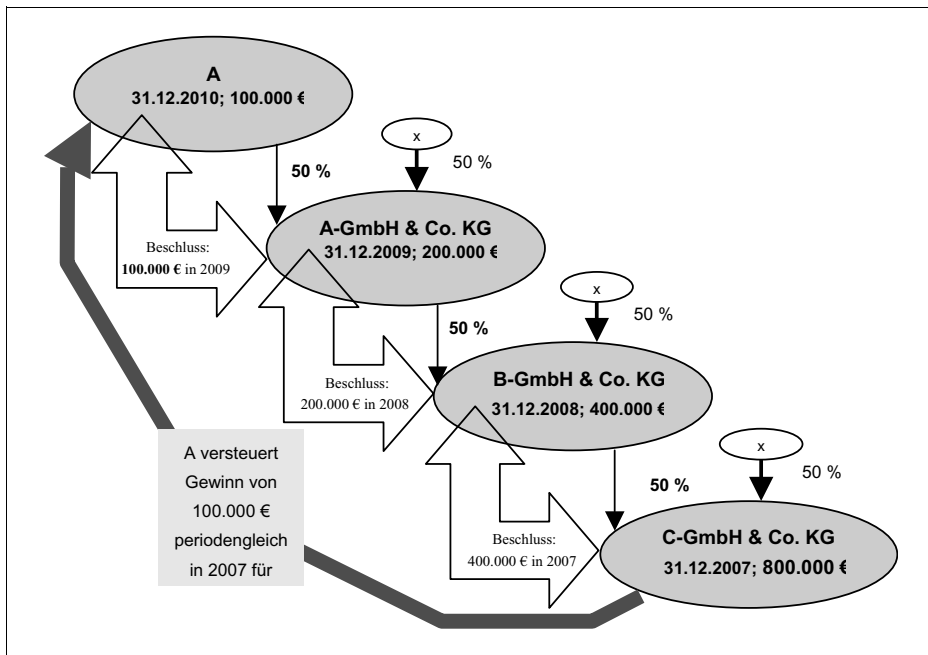 A
31.12.2010; 100.000 €
x
50 %
50 %
A-GmbH & Co. KG
31.12.2009; 200.000 €
Beschluss:
100.000 € in 2009
x
50 %
50 %
B-GmbH & Co. KG
31.12.2008; 400.000 €
Beschluss:
200.000 € in 2008
x
50 %
50 %
C-GmbH & Co. KG
31.12.2007; 800.000 €
Beschluss:
400.000 € in 2007
A versteuert
Gewinn von
100.000 €
periodengleich
in 2007 für